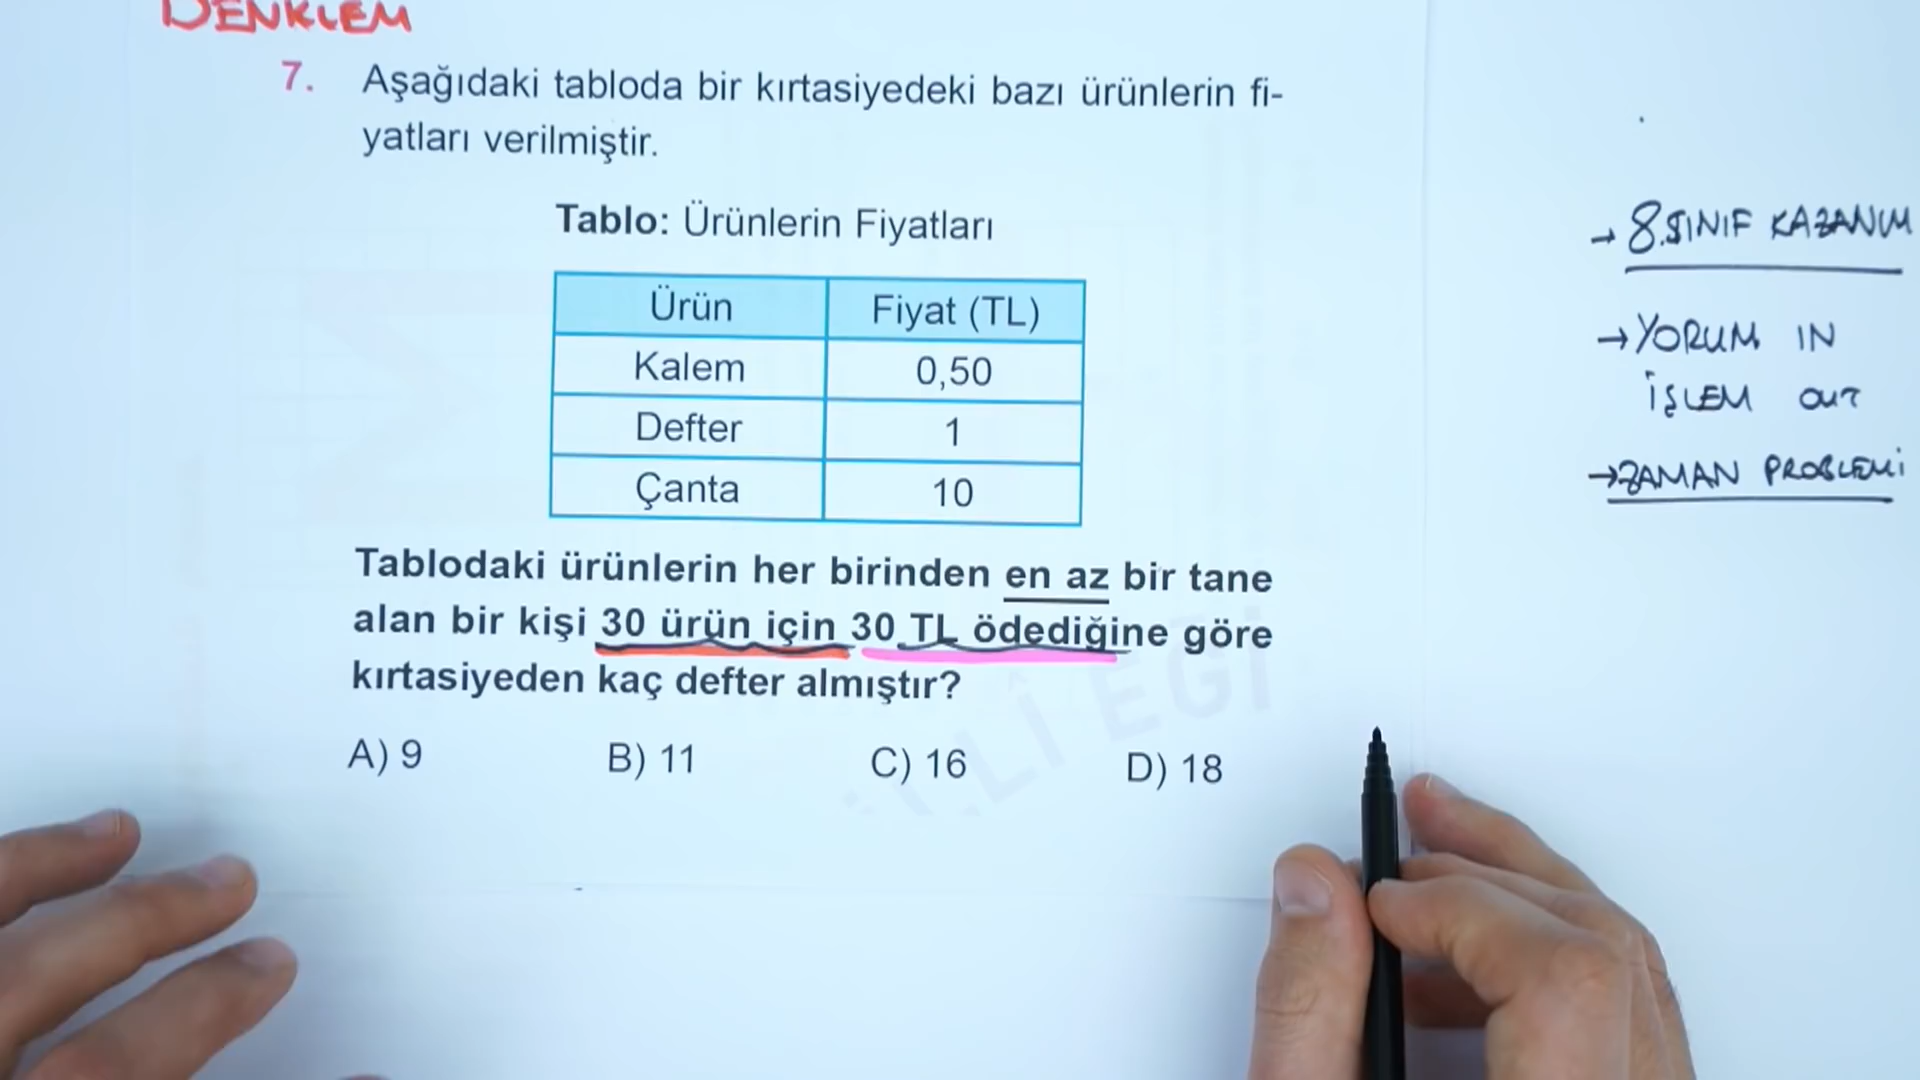 DENKLEM
7. Aşağıdaki tabloda bir kırtasiyedeki bazı ürünlerin fi-
yatları verilmiştir.
Tablo: Ürünlerin Fiyatları
Ürün Fiyat (TL)
Kalem 0,50
Defter 1
Çanta 10
Tablodaki ürünlerin her birinden en az bir tane
alan bir kişi 30 ürün için 30 TL ödediğine göre
kırtasiyeden kaç defter almıştır?
A) 9 B) 11 C) 16 D) 18
→ 8.SINIF KAZANIM
→ YORUM IN
İŞLEM OUT
→ ZAMAN PROBLEMi